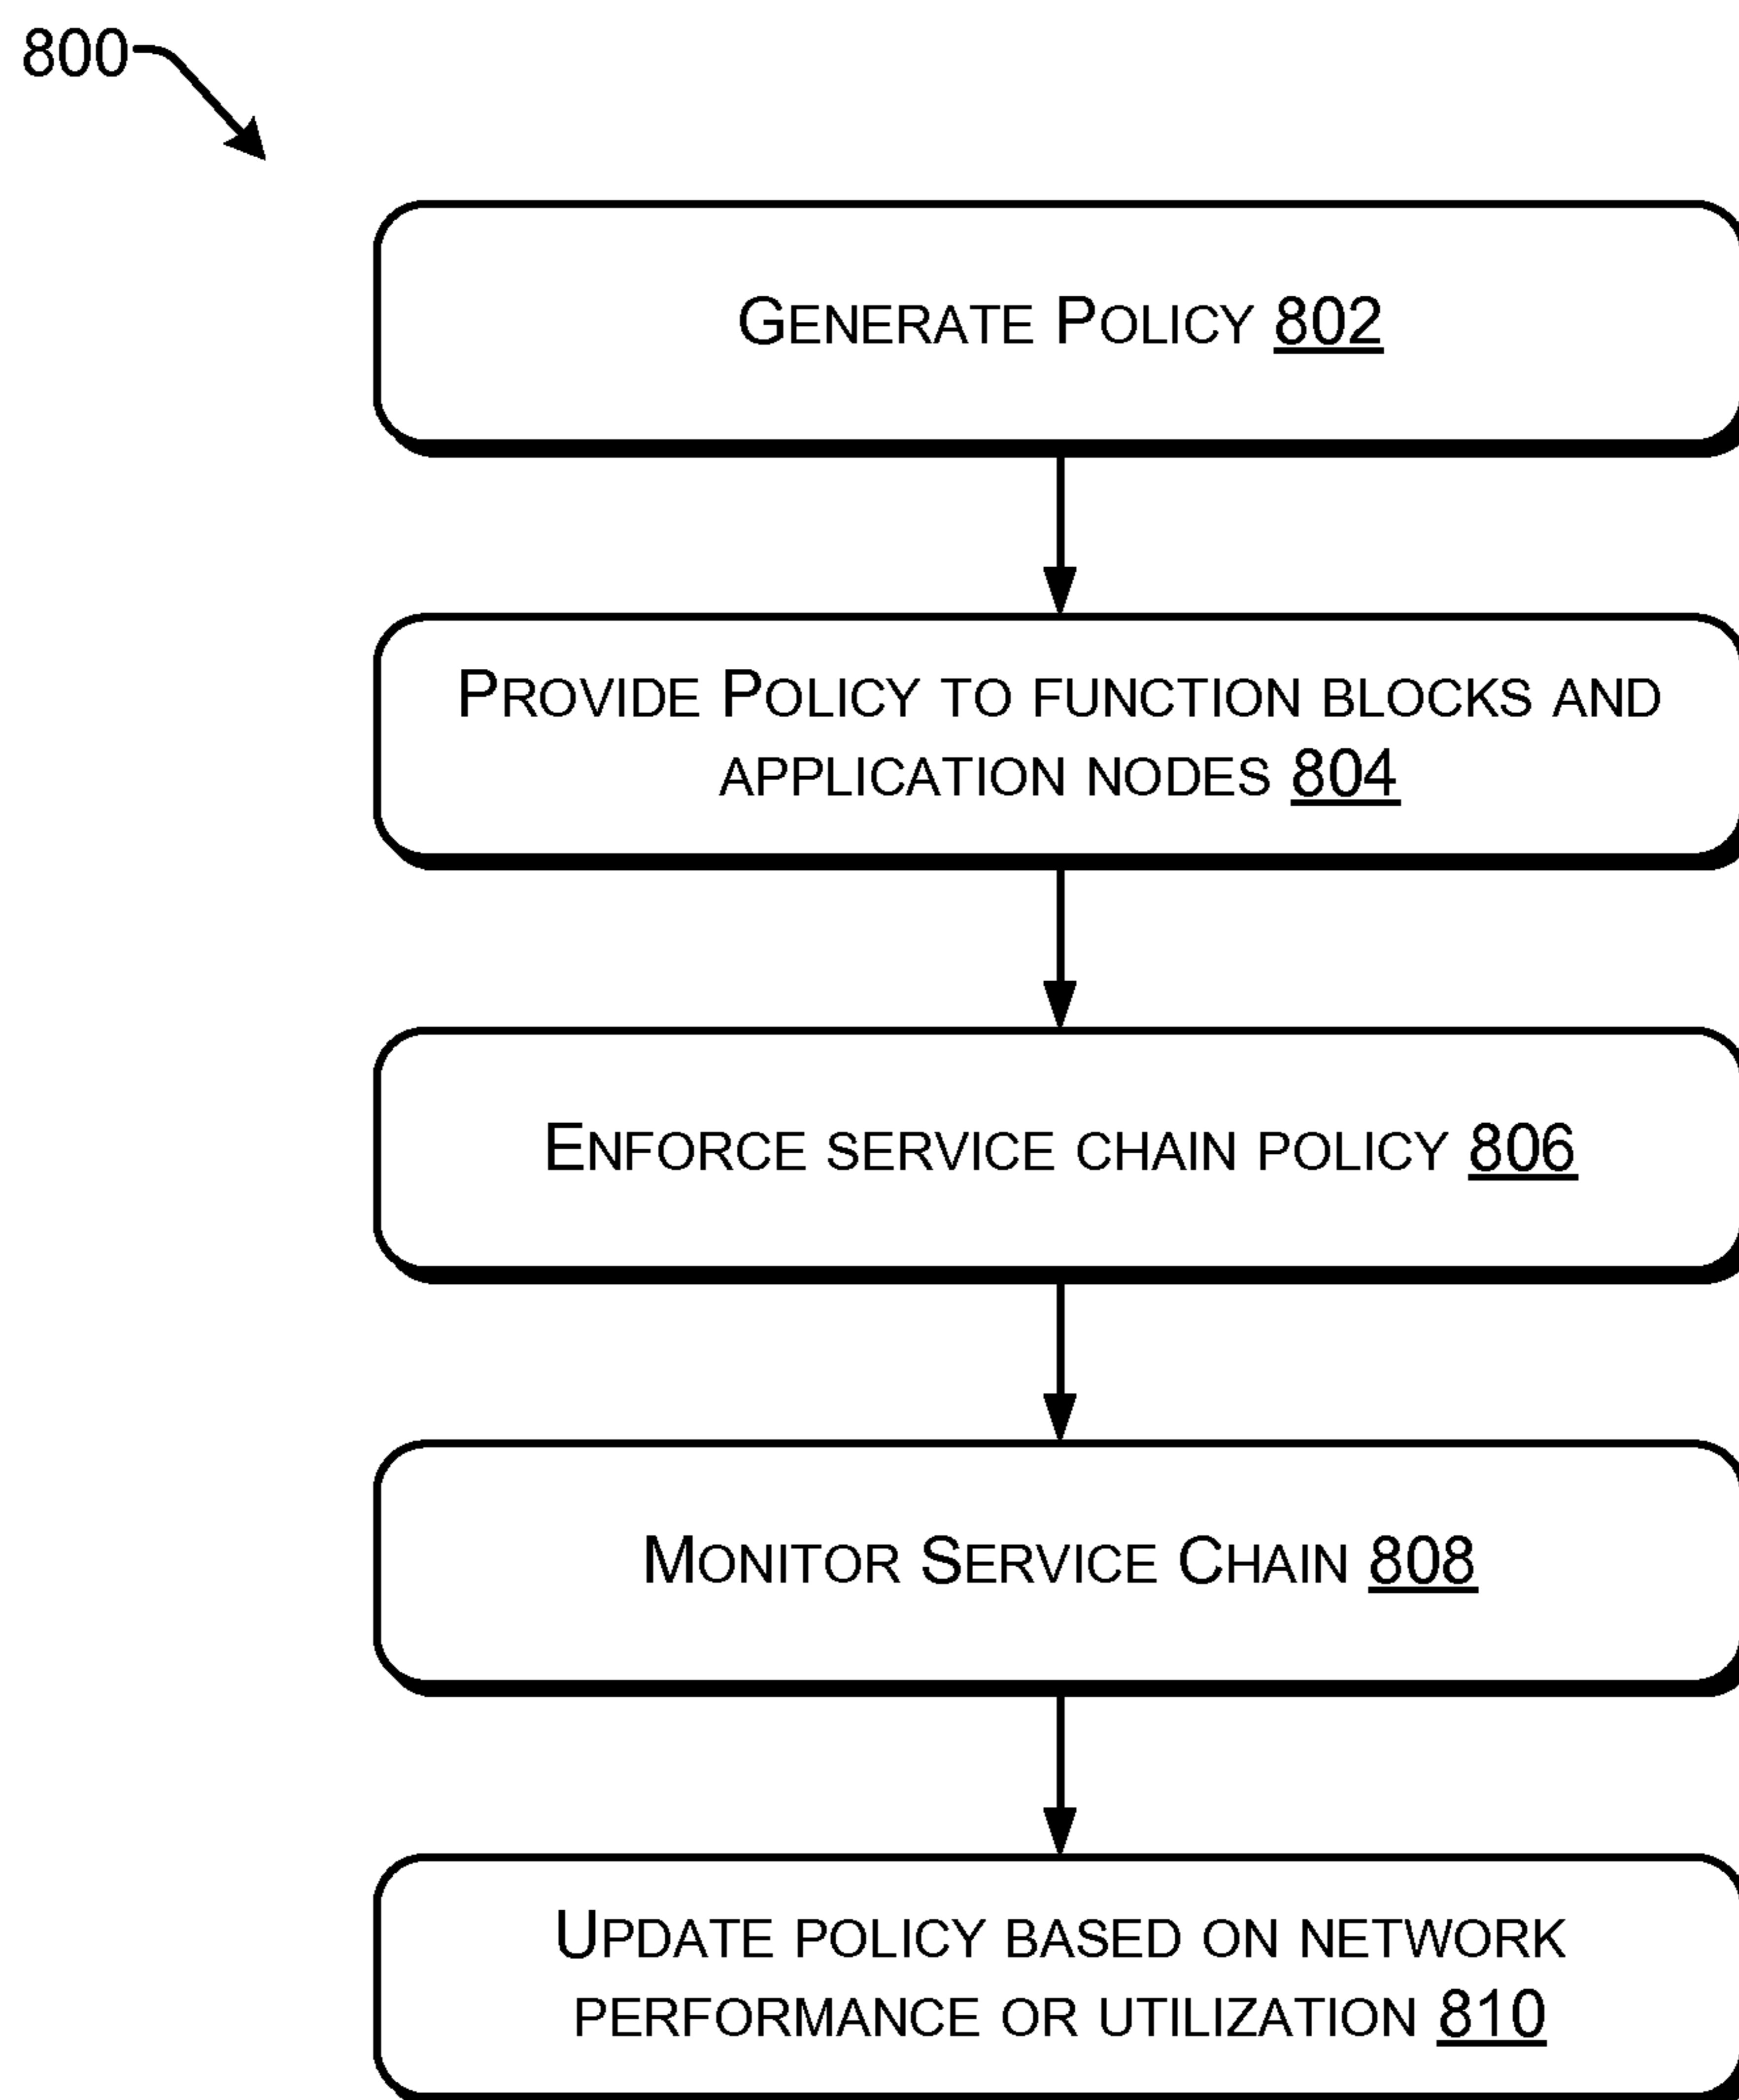 800
GENERATE POLICY 802
PROVIDE POLICY TO FUNCTION BLOCKS AND
APPLICATION NODES 804
ENFORCE SERVICE CHAIN POLICY 806
MONITOR SERVICE CHAIN 808
UPDATE POLICY BASED ON NETWORK
PERFORMANCE OR UTILIZATION 810